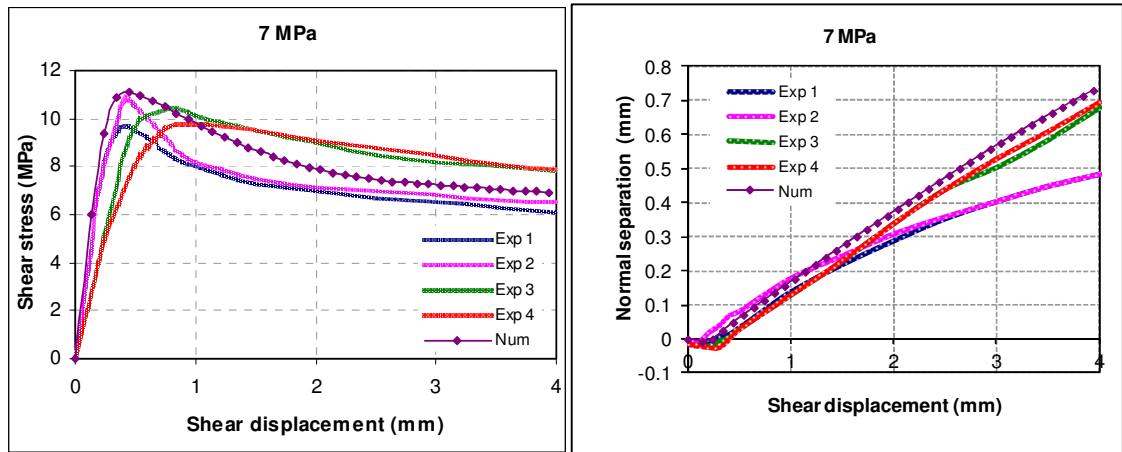 7 MPa
12
10
8
6
4
2
0
0 1 2 3 4
Shear stress (MPa)
Shear displacement (mm)
Exp 1
Exp 2
Exp 3
Exp 4
Num
7 MPa
0.8
0.7
0.6
0.5
0.4
0.3
0.2
0.1
0
-0.1
0 1 2 3 4
Normal separation (mm)
Shear displacement (mm)
Exp 1
Exp 2
Exp 3
Exp 4
Num